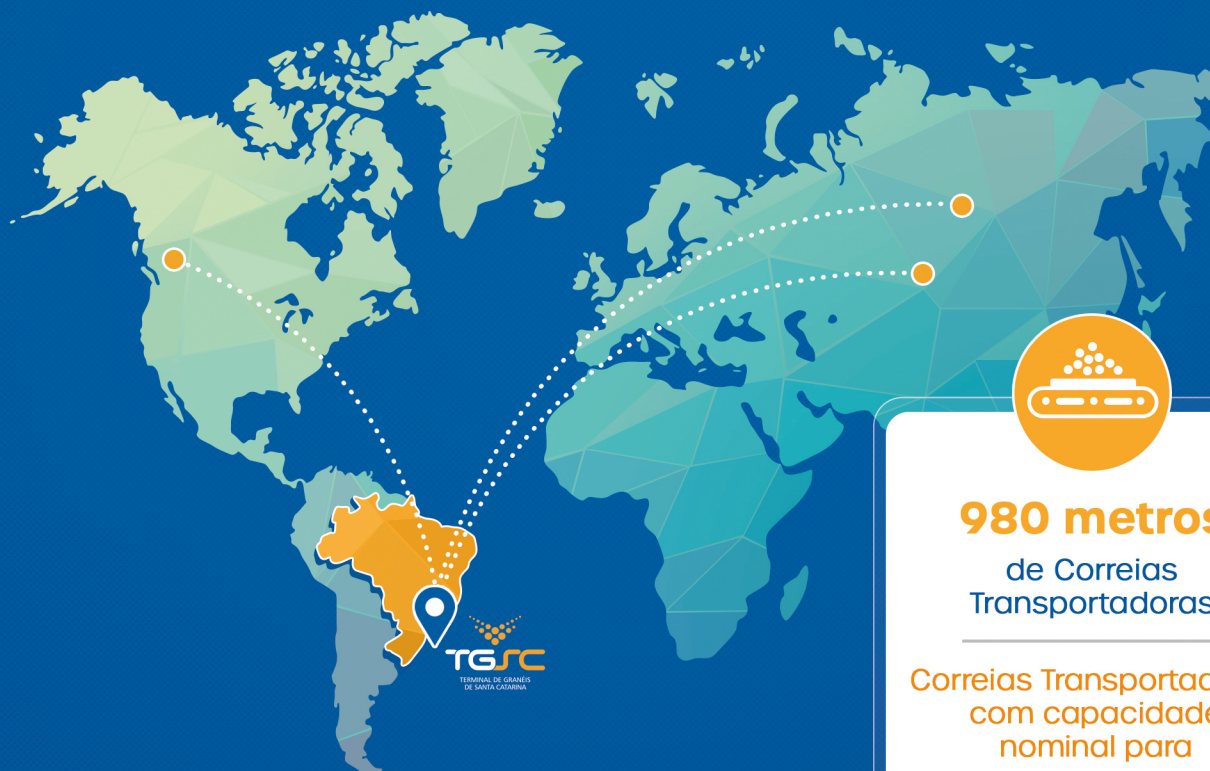 TGSC
TERMINAL DE GRANÉIS
DE SANTA CATARINA
980 metros
de Correias
Transportadoras
Correias Transportad
com capacidade
nominal para